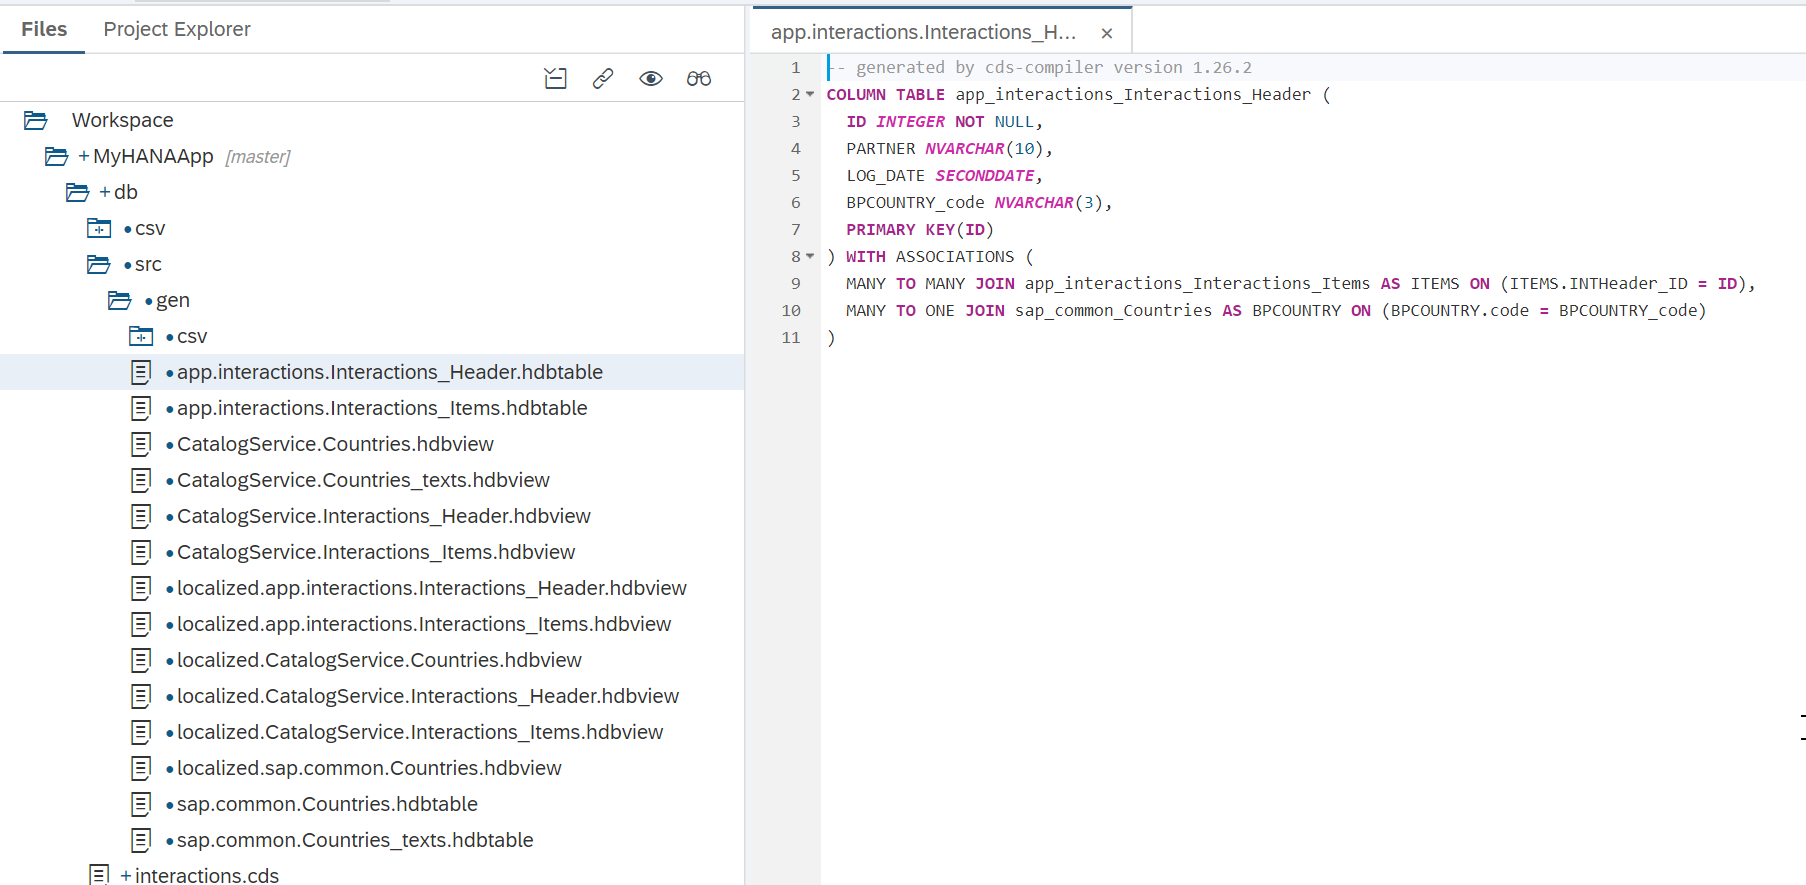 Files Project Explorer
Workspace
+ MyHANAApp [master]
+ db
• csv
• src
• gen
• csv
• app.interactions.Interactions_Header.hdbtable
• app.interactions.Interactions_Items.hdbtable
• CatalogService.Countries.hdbview
• CatalogService.Countries_texts.hdbview
• CatalogService.Interactions_Header.hdbview
• CatalogService.Interactions_Items.hdbview
• localized.app.interactions.Interactions_Header.hdbview
• localized.app.interactions.Interactions_Items.hdbview
• localized.CatalogService.Countries.hdbview
• localized.CatalogService.Interactions_Header.hdbview
• localized.CatalogService.Interactions_Items.hdbview
• localized.sap.common.Countries.hdbview
• sap.common.Countries.hdbtable
• sap.common.Countries_texts.hdbtable
+ interactions.cds
app.interactions.Interactions_H... ×
1 -- generated by cds-compiler version 1.26.2
2 COLUMN TABLE app_interactions_Interactions_Header (
3 ID INTEGER NOT NULL,
4 PARTNER NVARCHAR(10),
5 LOG_DATE SECONDDATE,
6 BPCOUNTRY_code NVARCHAR(3),
7 PRIMARY KEY(ID)
8 ) WITH ASSOCIATIONS (
9 MANY TO MANY JOIN app_interactions_Interactions_Items AS ITEMS ON (ITEMS.INTHeader_ID = ID),
10 MANY TO ONE JOIN sap_common_Countries AS BPCOUNTRY ON (BPCOUNTRY.code = BPCOUNTRY_code)
11 )